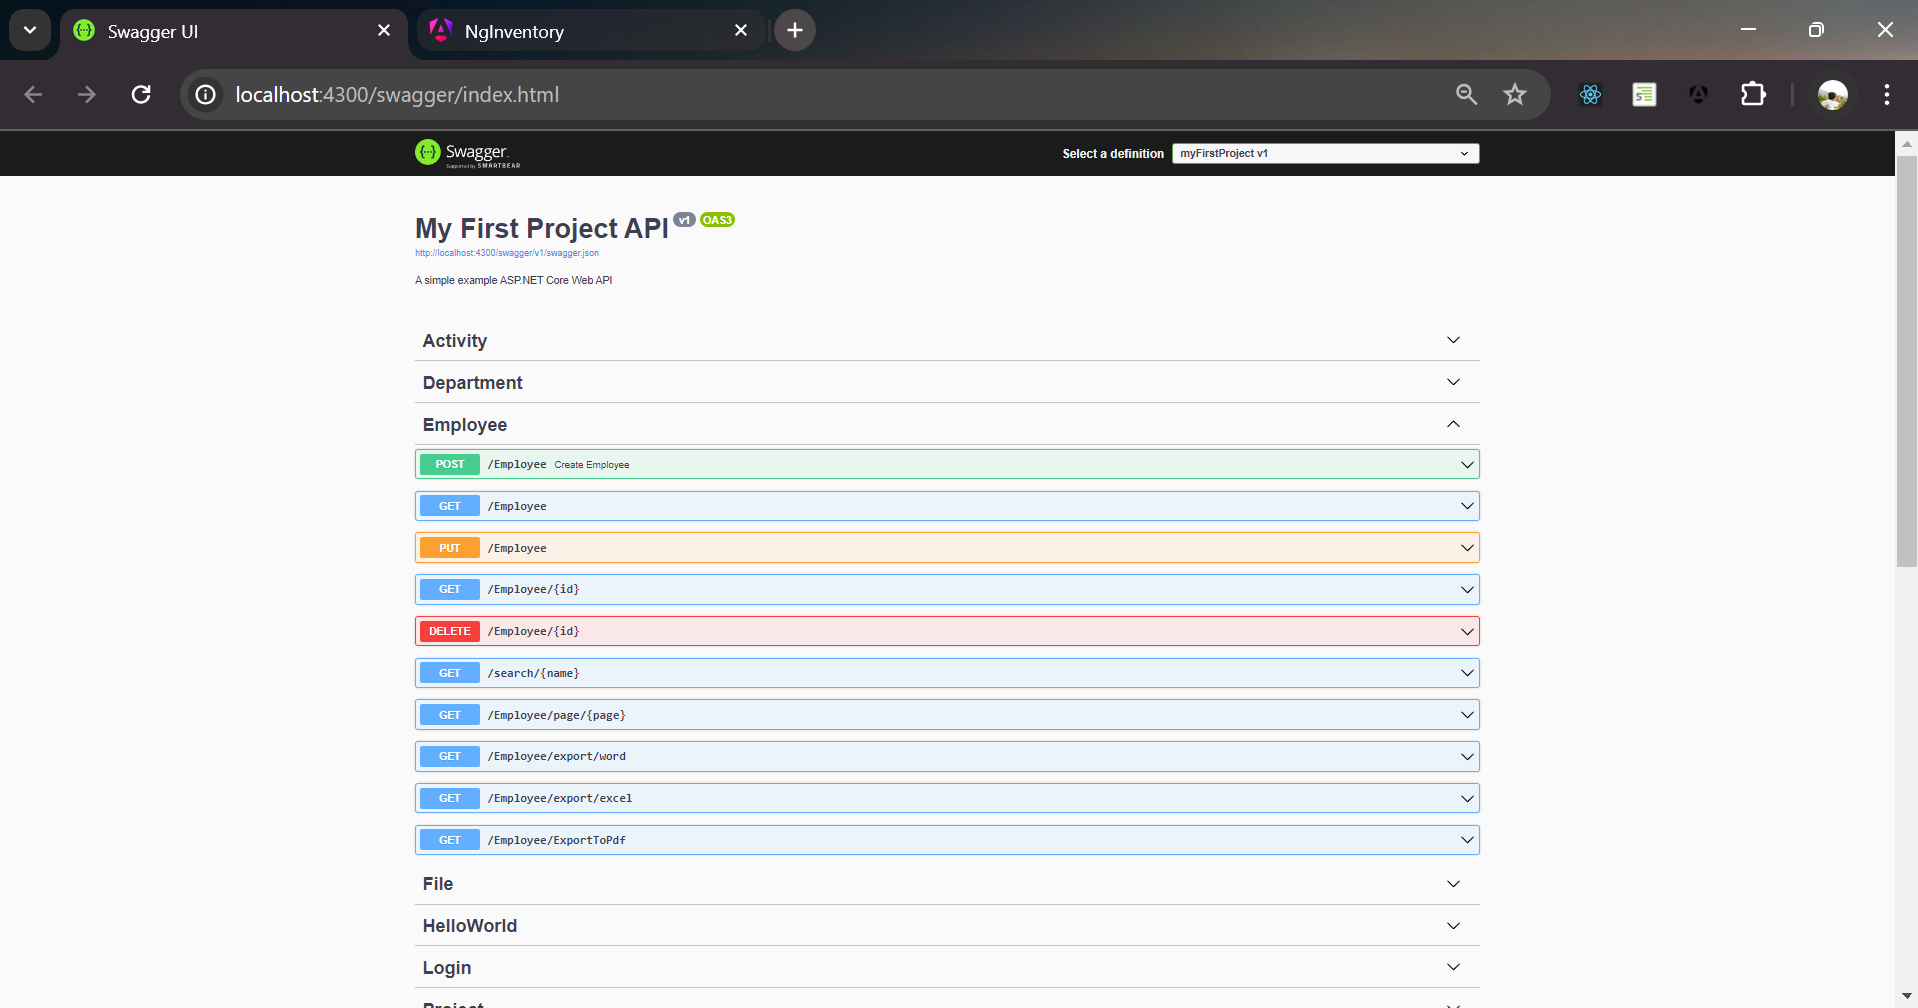 Swagger UI
NgInventory
localhost:4300/swagger/index.html
Swagger
Supported by SMARTBEAR
Select a definition
myFirstProject v1
My First Project API v1 OAS3
http://localhost:4300/swagger/v1/swagger.json
A simple example ASP.NET Core Web API
Activity
Department
Employee
POST /Employee Create Employee
GET /Employee
PUT /Employee
GET /Employee/{id}
DELETE /Employee/{id}
GET /search/{name}
GET /Employee/page/{page}
GET /Employee/export/word
GET /Employee/export/excel
GET /Employee/ExportToPdf
File
HelloWorld
Login
Project